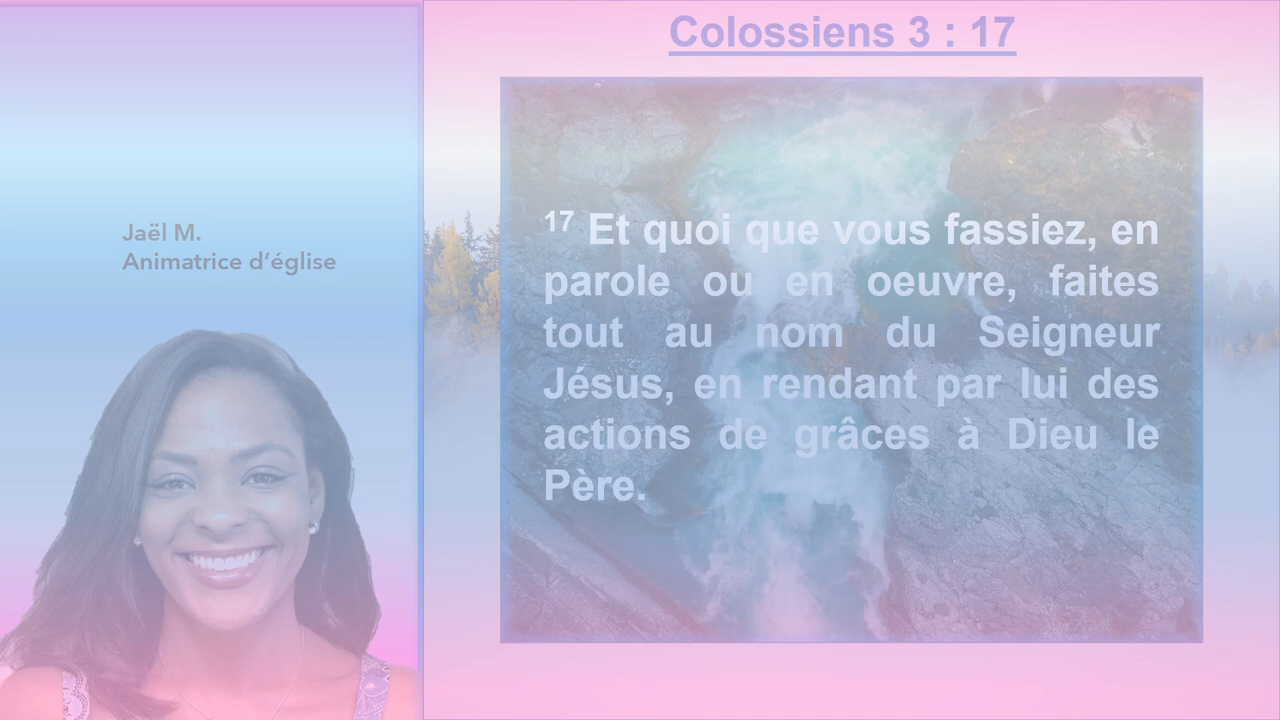 Colossiens 3 : 17
Jaël M.
Animatrice d’église
17 Et quoi que vous fassiez, en
parole ou en oeuvre, faites
tout au nom du Seigneur
Jésus, en rendant par lui des
actions de grâces à Dieu le
Père.